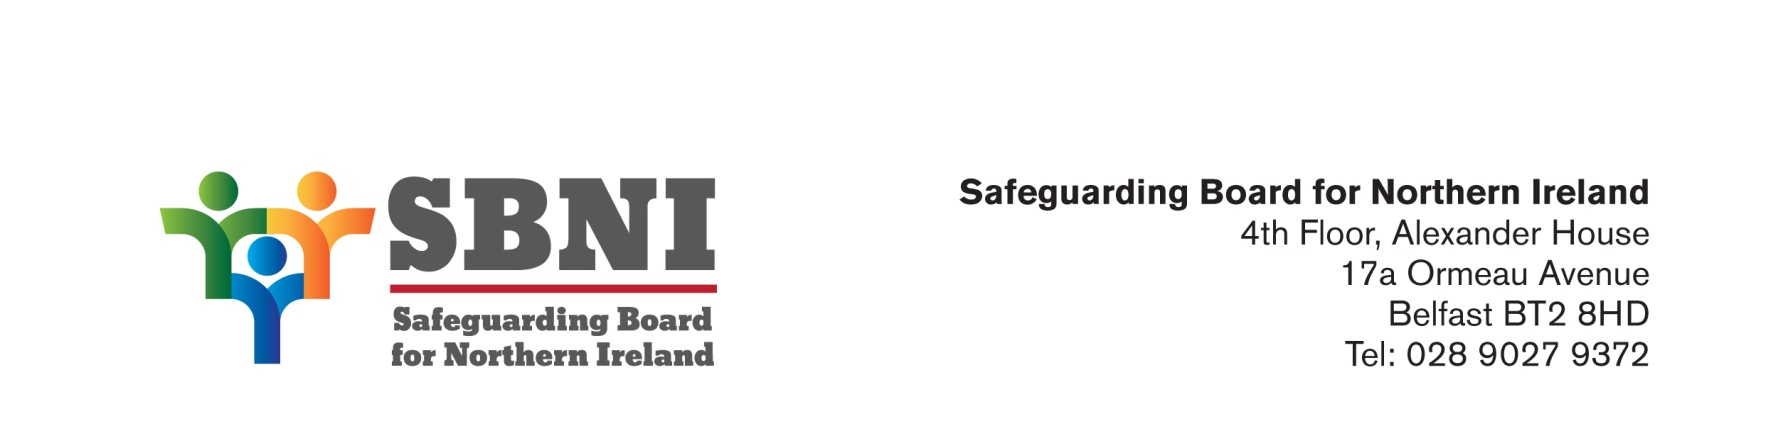 SBNI
Safeguarding Board
for Northern Ireland
Safeguarding Board for Northern Ireland
4th Floor, Alexander House
17a Ormeau Avenue
Belfast BT2 8HD
Tel: 028 9027 9372